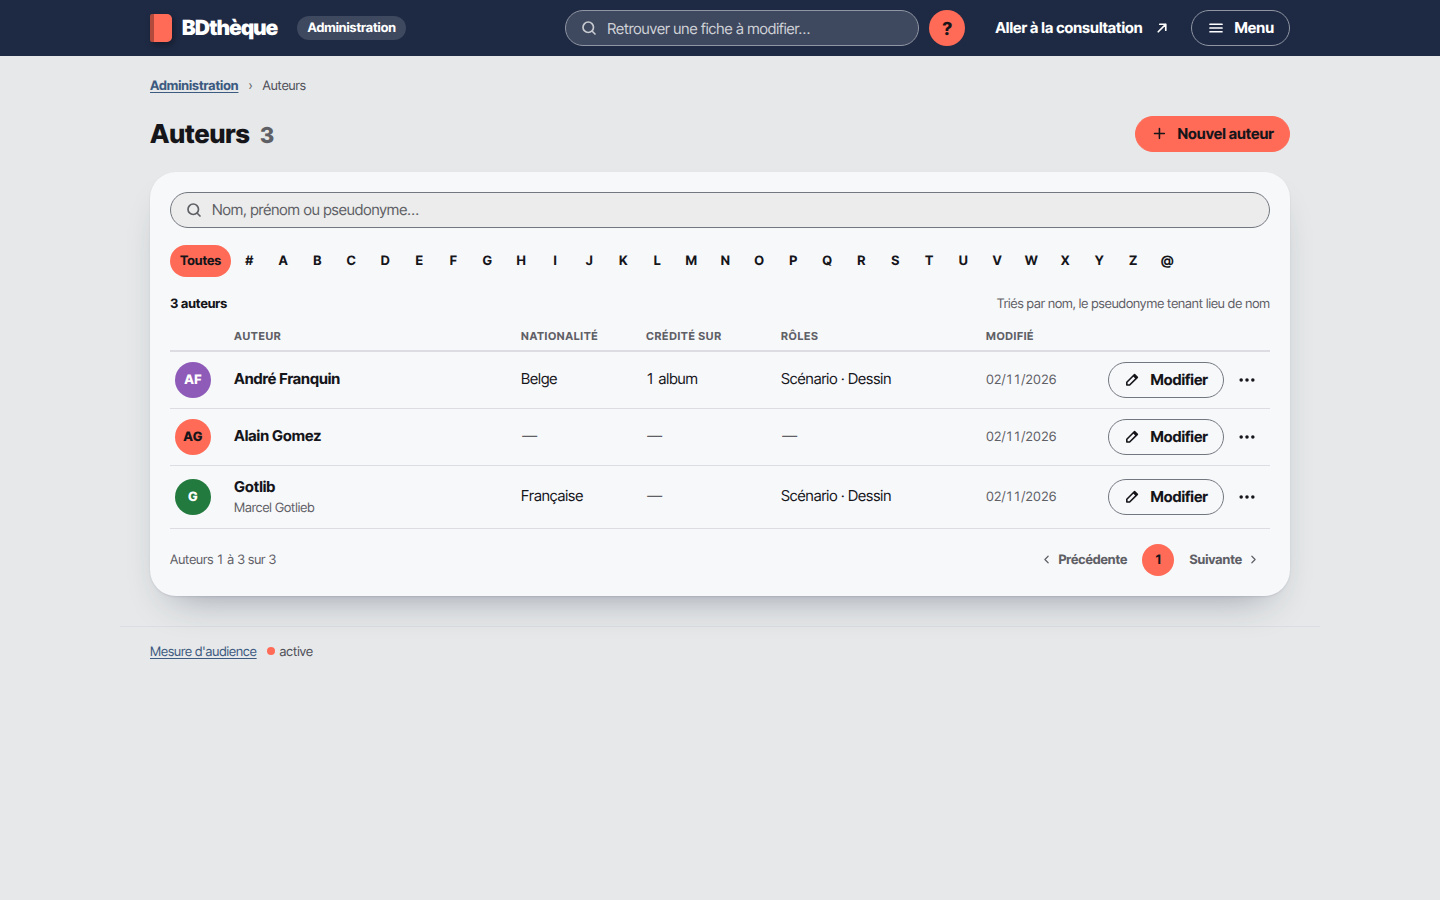 BDthèque Administration Retrouver une fiche à modifier... ? Aller à la consultation Menu
Administration › Auteurs
Auteurs 3 Nouvel auteur
Nom, prénom ou pseudonyme...
Toutes # A B C D E F G H I J K L M N O P Q R S T U V W X Y Z @
3 auteurs Triés par nom, le pseudonyme tenant lieu de nom
AUTEUR NATIONALITÉ CRÉDITÉ SUR RÔLES MODIFIÉ
AF André Franquin Belge 1 album Scénario · Dessin 02/11/2026 Modifier
AG Alain Gomez — — — 02/11/2026 Modifier
G Gotlib Française — Scénario · Dessin 02/11/2026 Modifier
Marcel Gotlieb
Auteurs 1 à 3 sur 3 Précédente 1 Suivante
Mesure d'audience active